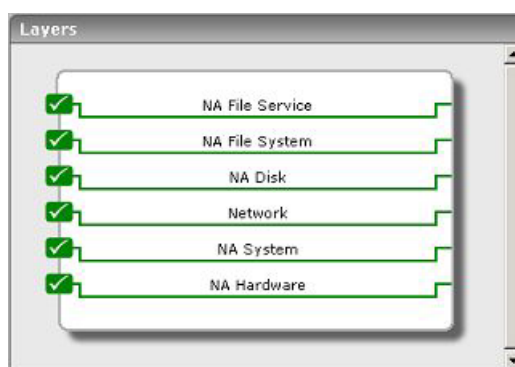 Layers
NA File Service
NA File System
NA Disk
Network
NA System
NA Hardware